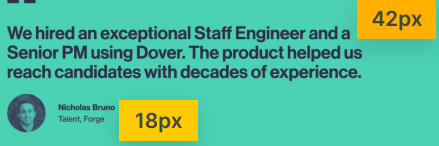 42px
We hired an exceptional Staff Engineer and a
Senior PM using Dover. The product helped us
reach candidates with decades of experience.
Nicholas Bruno
Talent, Forge
18px